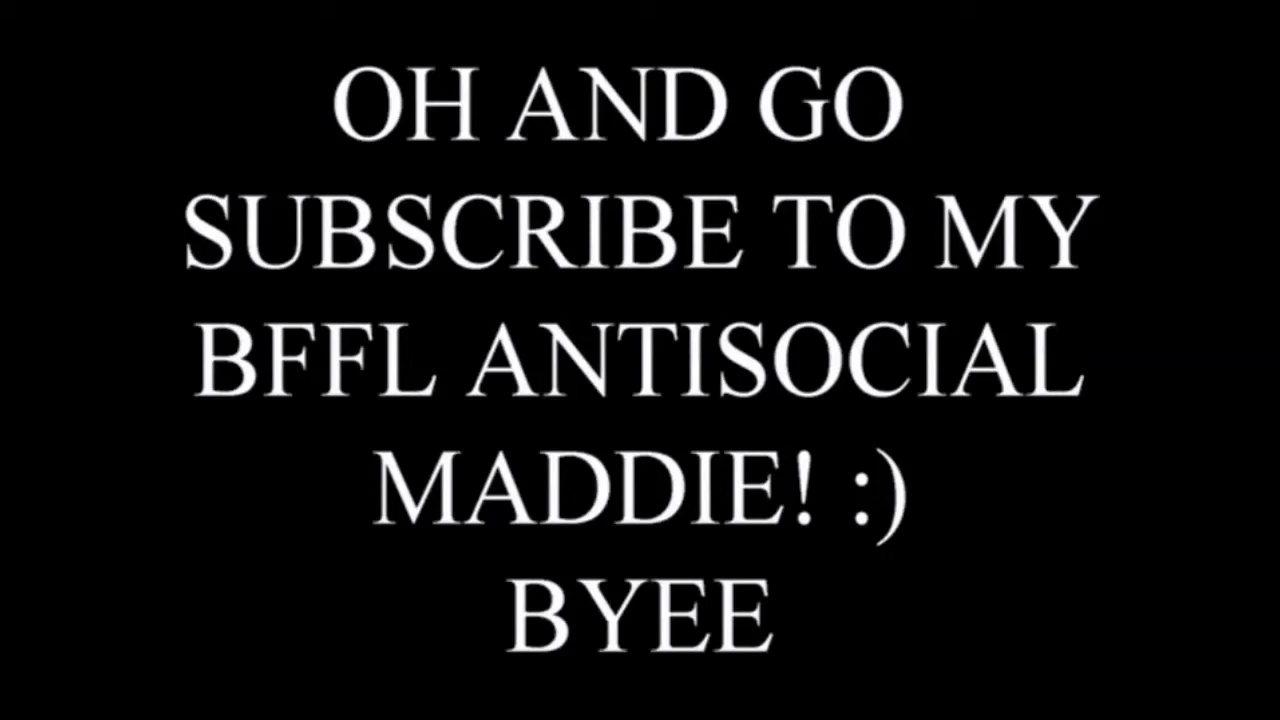 OH AND GO
SUBSCRIBE TO MY
BFFL ANTISOCIAL
MADDIE! :)
BYEE